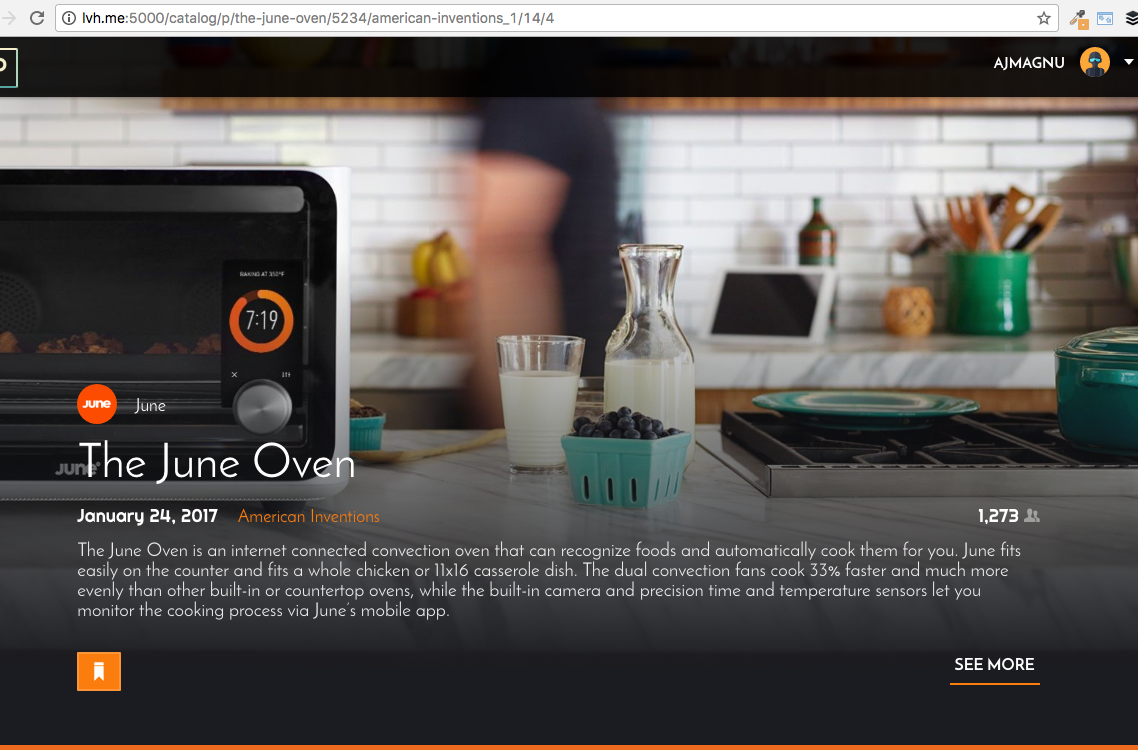 lvh.me:5000/catalog/p/the-june-oven/5234/american-inventions_1/14/4
AJMAGNU
BAKING AT 350°F
7:19
June June
June
The June Oven
January 24, 2017 American Inventions 1,273
The June Oven is an internet connected convection oven that can recognize foods and automatically cook them for you. June fits
easily on the counter and fits a whole chicken or 11x16 casserole dish. The dual convection fans cook 33% faster and much more
evenly than other built-in or countertop ovens, while the built-in camera and precision time and temperature sensors let you
monitor the cooking process via June's mobile app.
SEE MORE